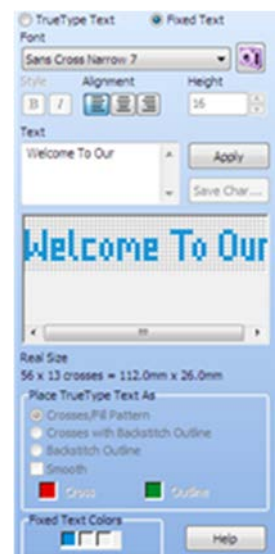 TrueType Text Fixed Text
Font
Sans Cross Narrow 7
Style Alignment Height
B I 16
Text
Welcome To Our
Apply
Save Char....
Welcome To Our
Real Size
56 x 13 crosses = 112.0mm x 26.0mm
Place TrueType Text As
Crosses/Fill Pattern
Crosses with Backstitch Outline
Backstitch Outline
Smooth
Cross Outline
Fixed Text Colors
Help